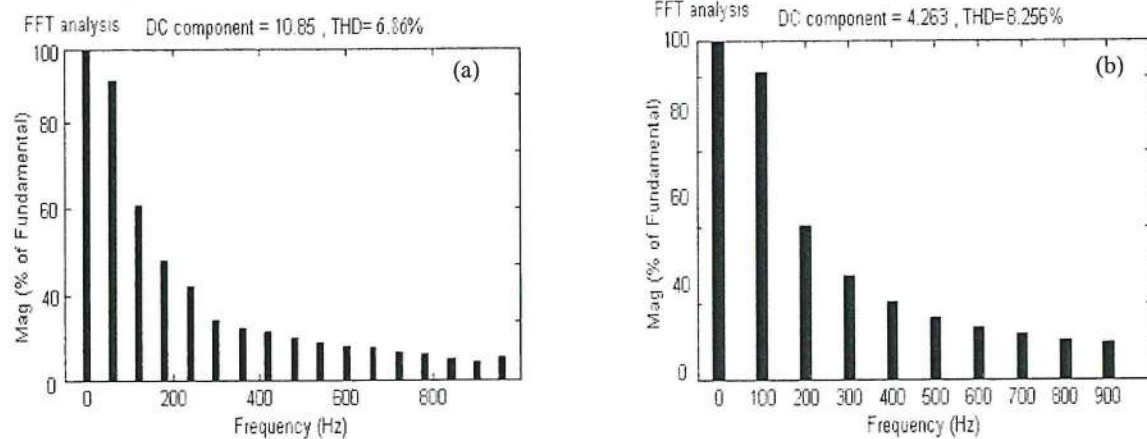 FFT analysis DC component = 10.85 , THD= 6.86%
(a)
100
80
60
40
0
Mag (% of Fundamental)
0 200 400 600 800
Frequency (Hz)
FFT analysis DC component = 4.263 , THD=8.256%
(b)
100
80
60
40
0
Mag (% of Fundamental)
0 100 200 300 400 500 600 700 800 900
Frequency (Hz)